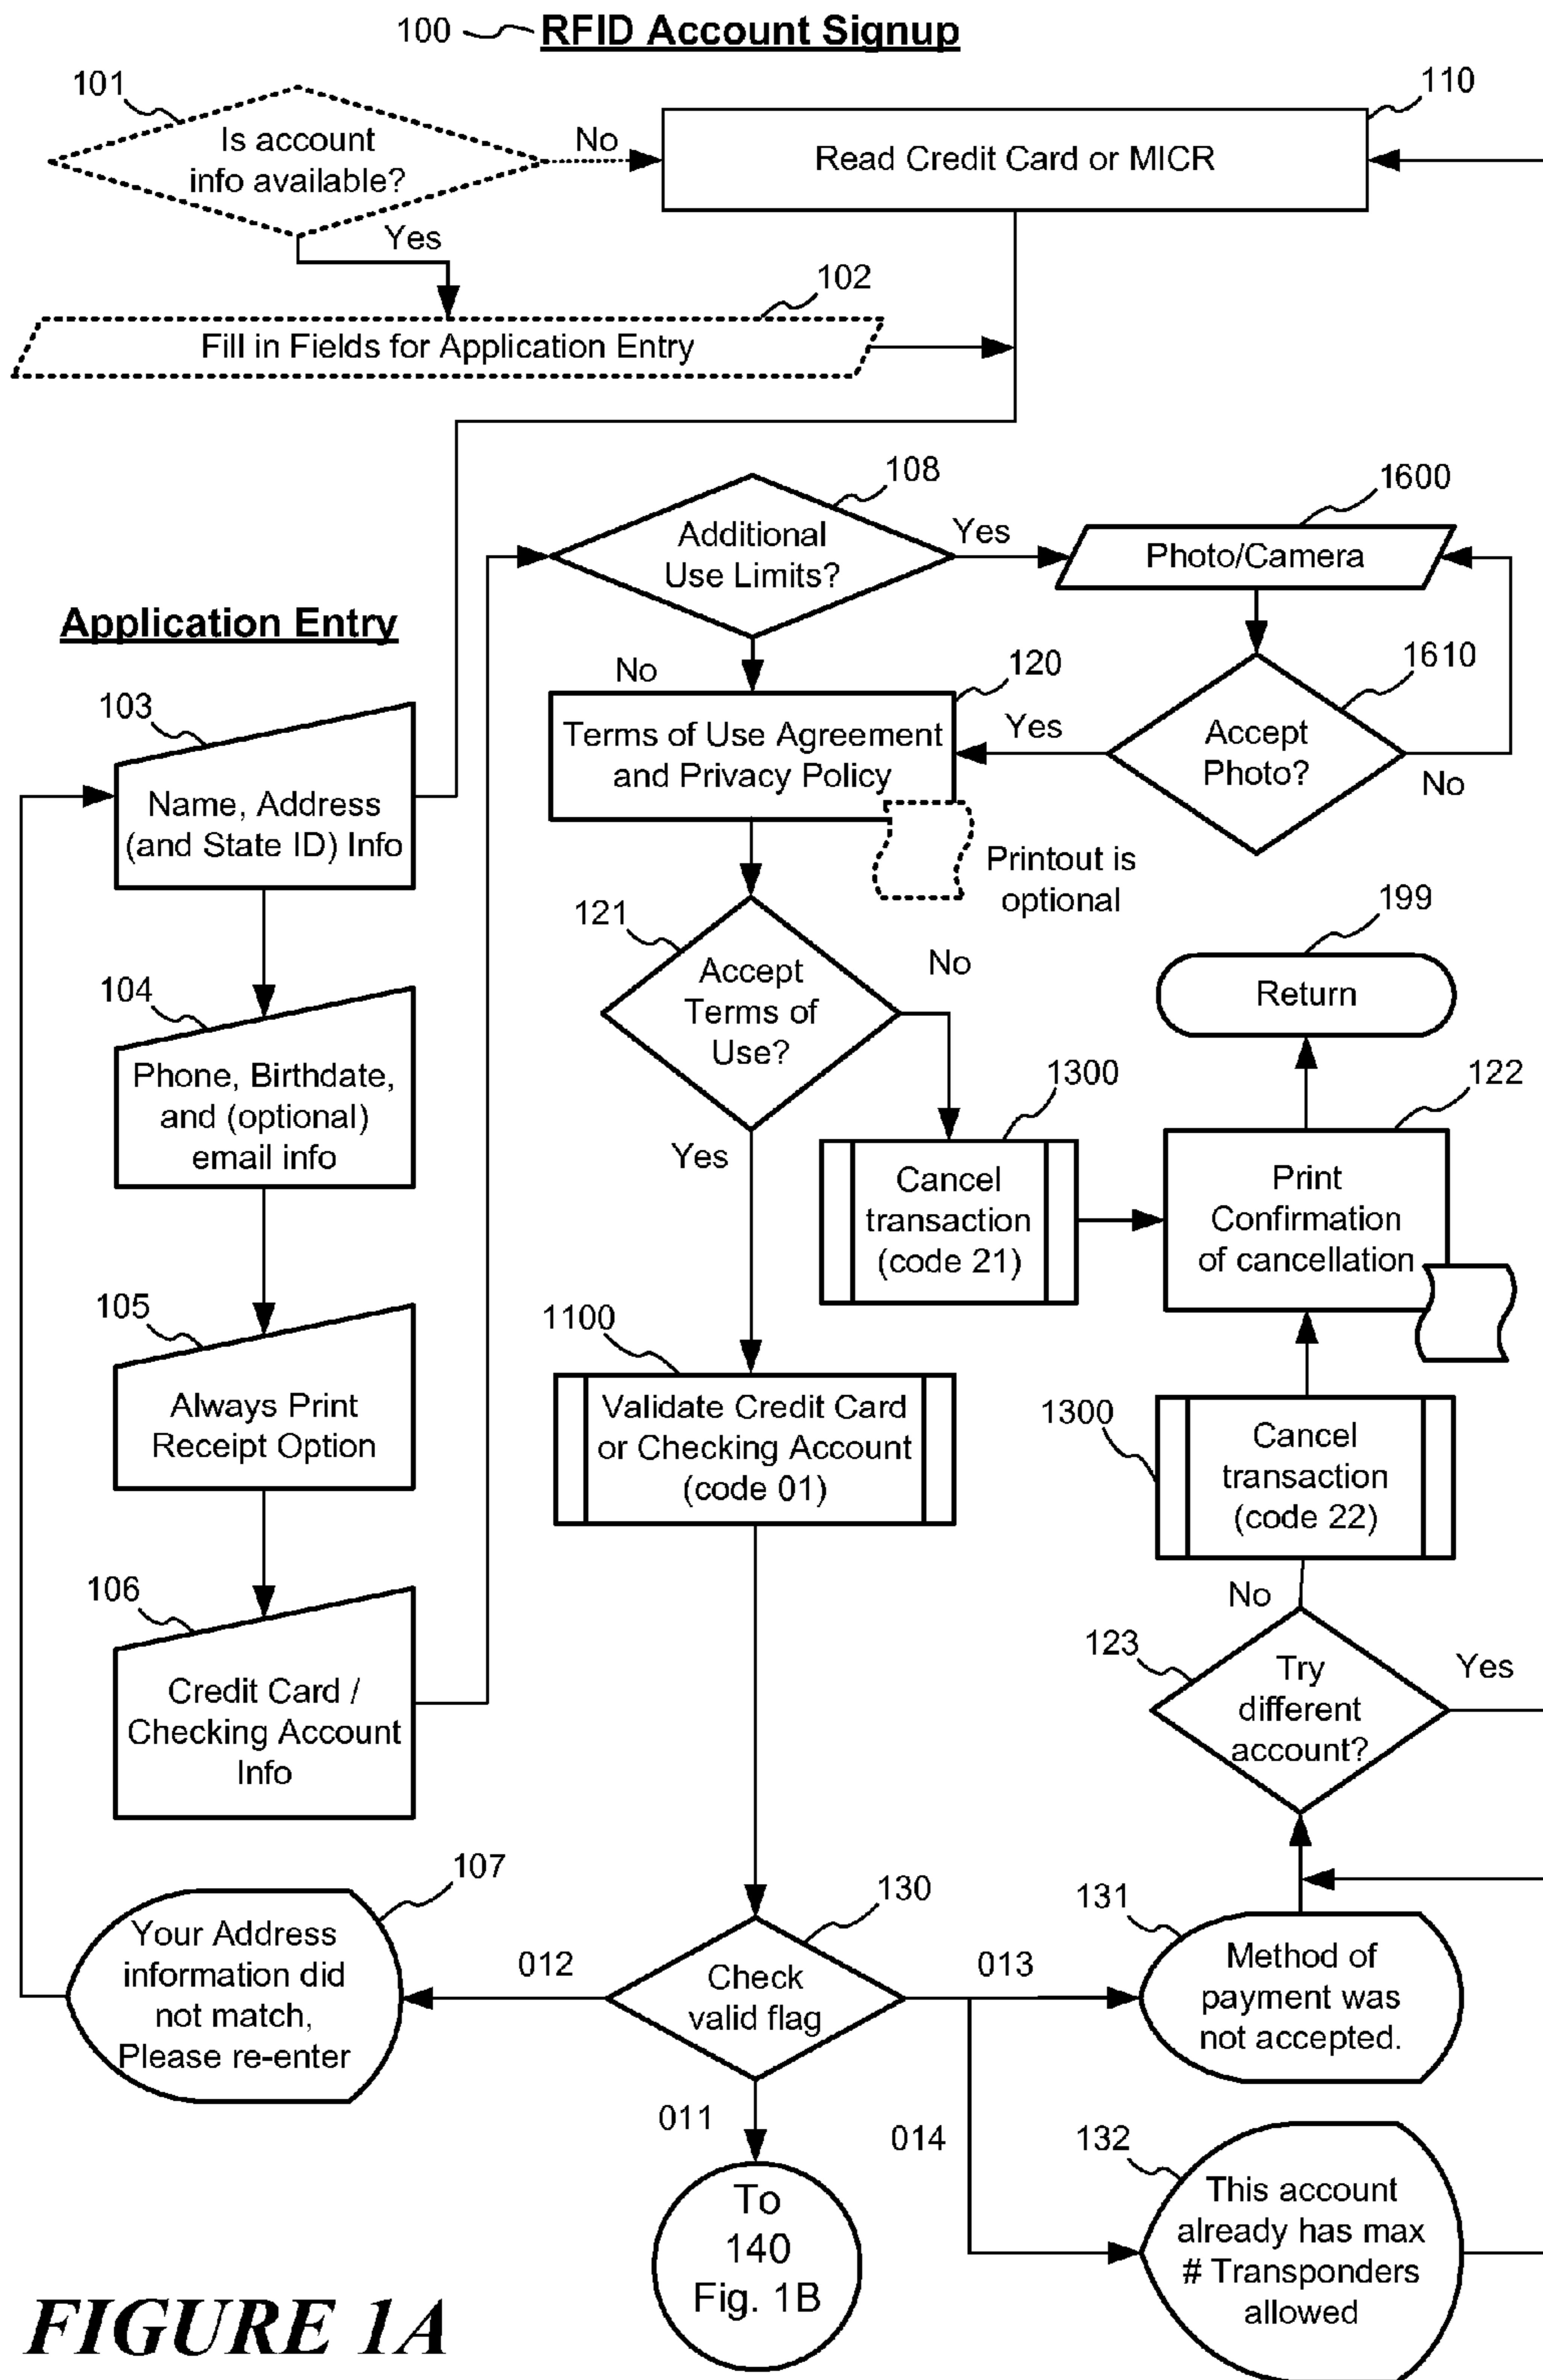 100
RFID Account Signup
101
Is account
info available?
No
110
Read Credit Card or MICR
Yes
102
Fill in Fields for Application Entry
108
Additional
Use Limits?
Yes
1600
Photo/Camera
Application Entry
No
120
1610
103
Terms of Use Agreement
and Privacy Policy
Yes
Accept
Photo?
No
Name, Address
(and State ID) Info
Printout is
optional
121
199
Accept
Terms of
Use?
No
Return
104
Phone, Birthdate,
and (optional)
email info
1300
122
Yes
Cancel
transaction
(code 21)
Print
Confirmation
of cancellation
105
Always Print
Receipt Option
1100
Validate Credit Card
or Checking Account
(code 01)
1300
Cancel
transaction
(code 22)
106
No
Credit Card /
Checking Account
Info
123
Try
different
account?
Yes
107
130
131
Your Address
information did
not match,
Please re-enter
012
Check
valid flag
013
Method of
payment was
not accepted.
011
014
132
To
140
Fig. 1B
This account
already has max
# Transponders
allowed
FIGURE 1A